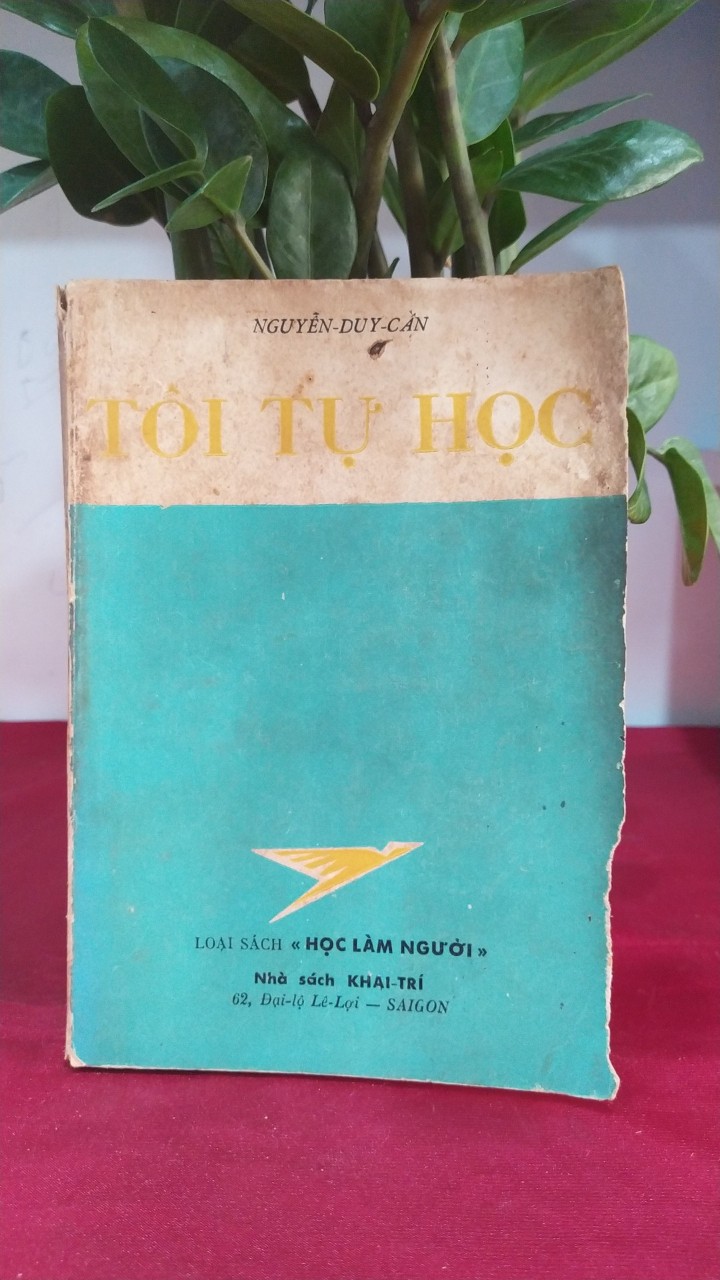 NGUYỄN-DUY-CẦN
TÔI TỰ HỌC
LOẠI SÁCH « HỌC LÀM NGƯỜI »
Nhà sách KHAI-TRÍ
62, Đại-lộ Lê-Lợi — SAIGON